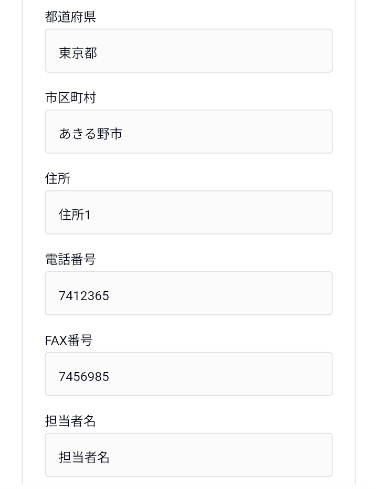 都道府県
東京都
市区町村
あきる野市
住所
住所1
電話番号
7412365
FAX番号
7456985
担当者名
担当者名